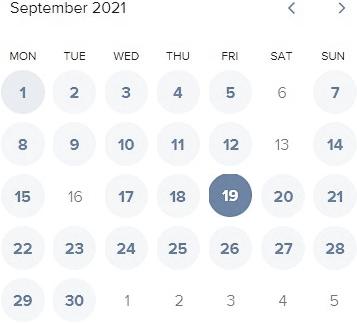 September 2021
MON TUE WED THU FRI SAT SUN
1 2 3 4 5 6 7
8 9 10 11 12 13 14
15 16 17 18 19 20 21
22 23 24 25 26 27 28
29 30 1 2 3 4 5